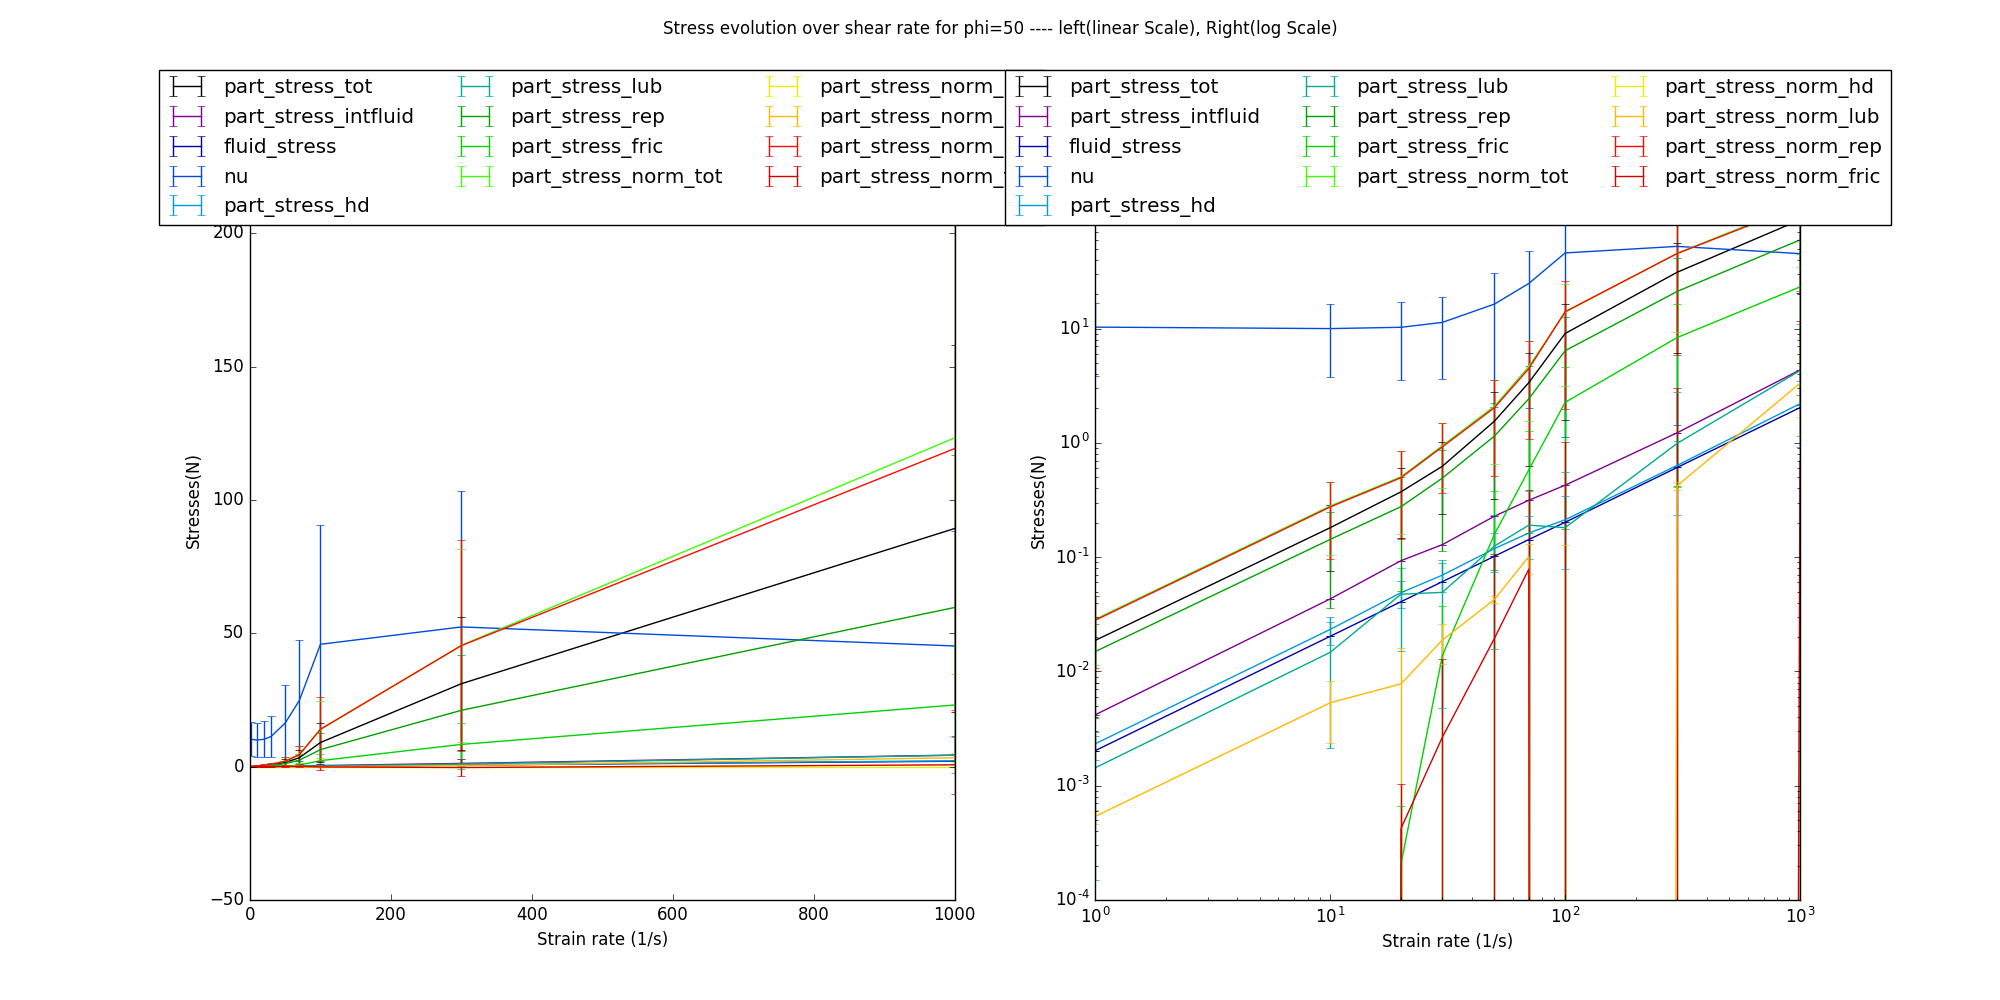 Stress evolution over shear rate for phi=50 ---- left(linear Scale), Right(log Scale)
part_stress_tot
part_stress_intfluid
fluid_stress
nu
part_stress_hd
part_stress_lub
part_stress_rep
part_stress_fric
part_stress_norm_tot
part_stress_norm_
part_stress_norm_
part_stress_norm_
part_stress_norm_
part_stress_tot
part_stress_intfluid
fluid_stress
nu
part_stress_hd
part_stress_lub
part_stress_rep
part_stress_fric
part_stress_norm_tot
part_stress_norm_hd
part_stress_norm_lub
part_stress_norm_rep
part_stress_norm_fric
Stresses(N)
200
150
100
50
0
−50
0 200 400 600 800 1000
Strain rate (1/s)
Stresses(N)
10^1
10^0
10^-1
10^-2
10^-3
10^-4
10^0 10^1 10^2 10^3
Strain rate (1/s)